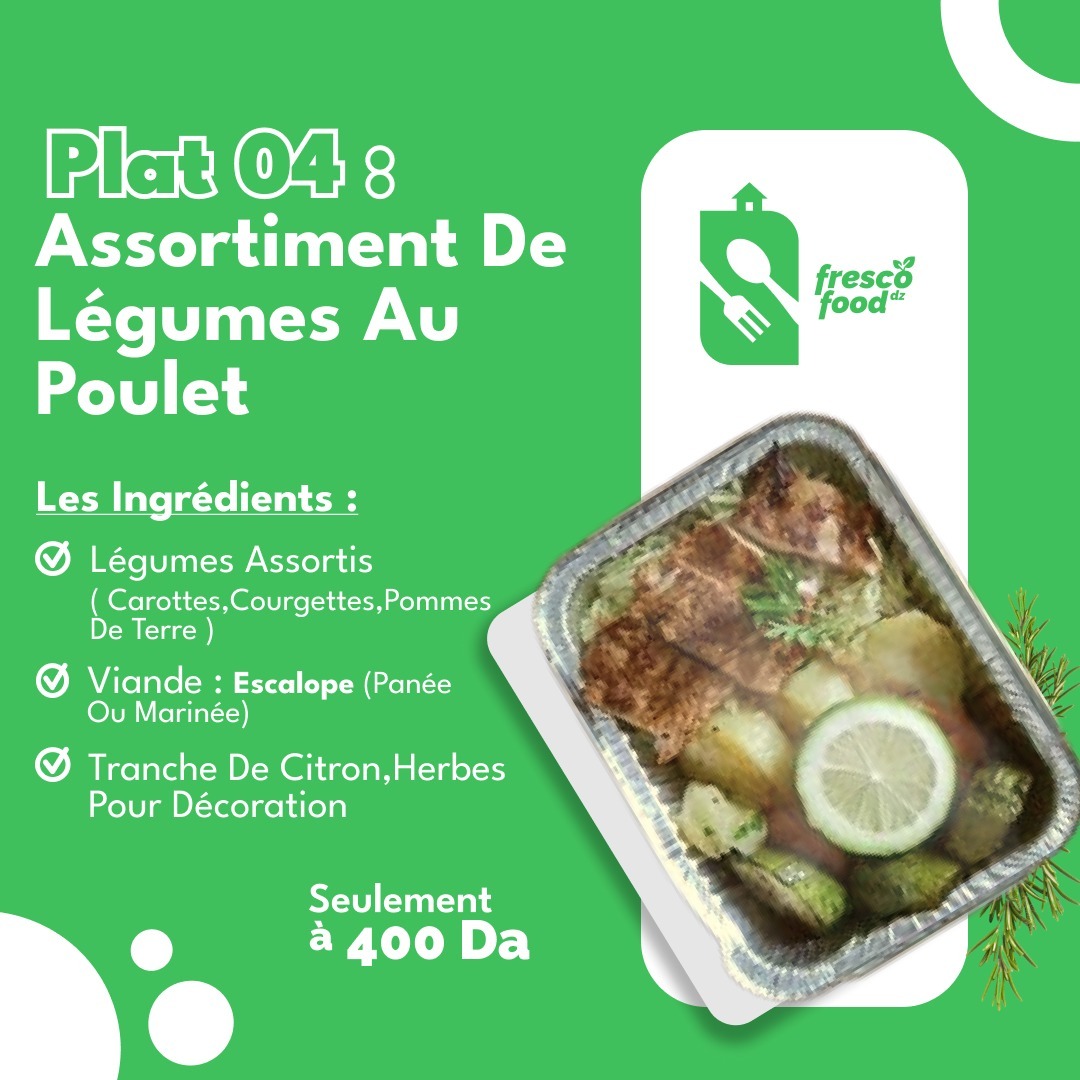 Plat 04 :
Assortiment De
Légumes Au
Poulet
fresco
food dz
Les Ingrédients :
Légumes Assortis
( Carottes,Courgettes,Pommes
De Terre )
Viande : Escalope (Panée
Ou Marinée)
Tranche De Citron,Herbes
Pour Décoration
Seulement
à 400 Da